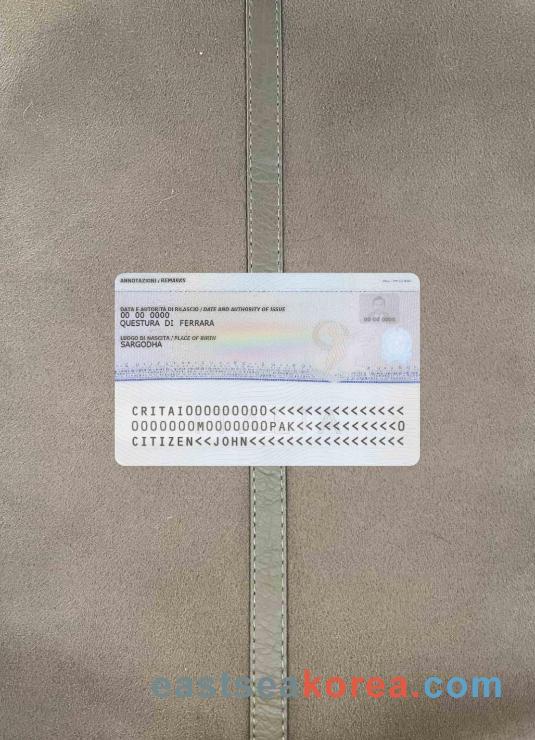 ANNOTAZIONI / REMARKS
DATA E AUTORITÀ DI RILASCIO / DATE AND AUTHORITY OF ISSUE
00 00 0000
QUESTURA DI FERRARA
00 00 0000
LUOGO DI NASCITA / PLACE OF BIRTH
SARGODHA
CRITAI000000000<<<<<<<<<<<<<<<
0000000M0000000PAK<<<<<<<<<<<0
CITIZEN<<JOHN<<<<<<<<<<<<<<<<<
eastseakorea.com